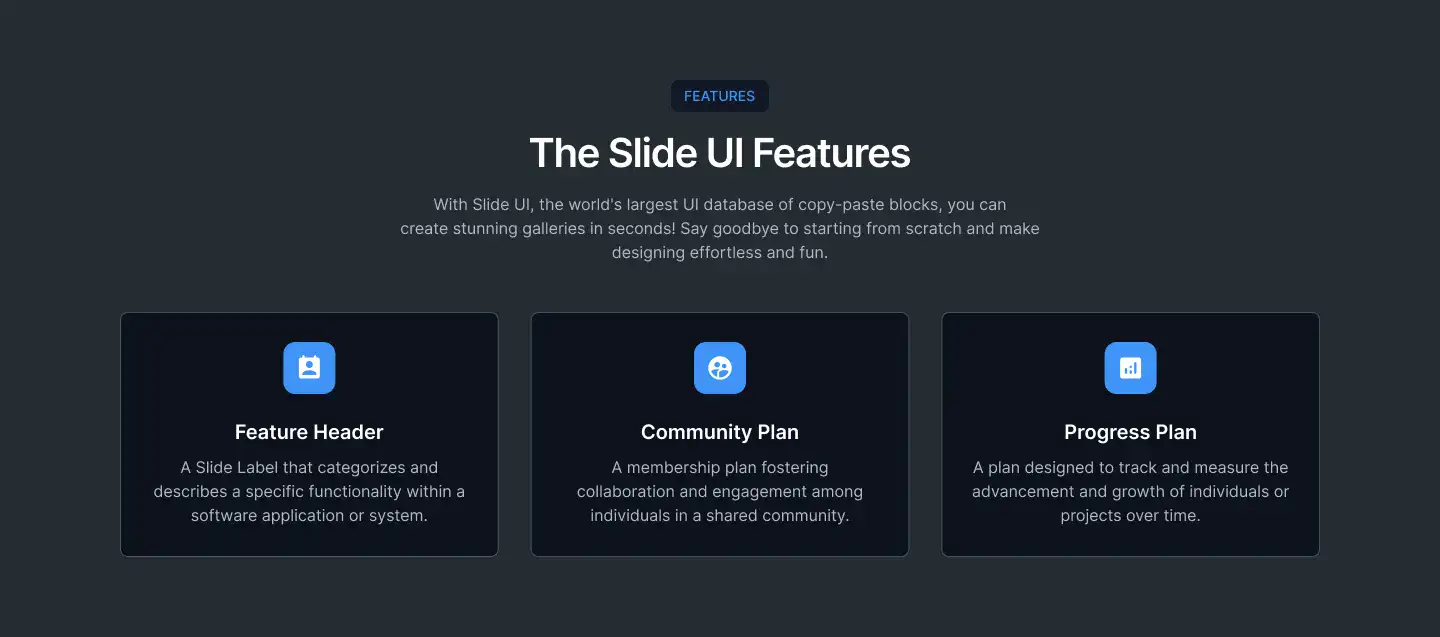 FEATURES
The Slide UI Features
With Slide UI, the world's largest UI database of copy-paste blocks, you can
create stunning galleries in seconds! Say goodbye to starting from scratch and make
designing effortless and fun.
Feature Header
A Slide Label that categorizes and
describes a specific functionality within a
software application or system.
Community Plan
A membership plan fostering
collaboration and engagement among
individuals in a shared community.
Progress Plan
A plan designed to track and measure the
advancement and growth of individuals or
projects over time.